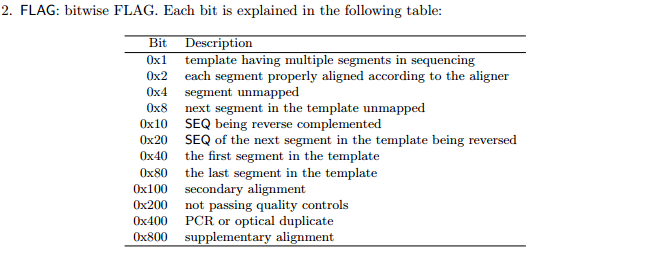 2. FLAG: bitwise FLAG. Each bit is explained in the following table:
Bit Description
0x1 template having multiple segments in sequencing
0x2 each segment properly aligned according to the aligner
0x4 segment unmapped
0x8 next segment in the template unmapped
0x10 SEQ being reverse complemented
0x20 SEQ of the next segment in the template being reversed
0x40 the first segment in the template
0x80 the last segment in the template
0x100 secondary alignment
0x200 not passing quality controls
0x400 PCR or optical duplicate
0x800 supplementary alignment